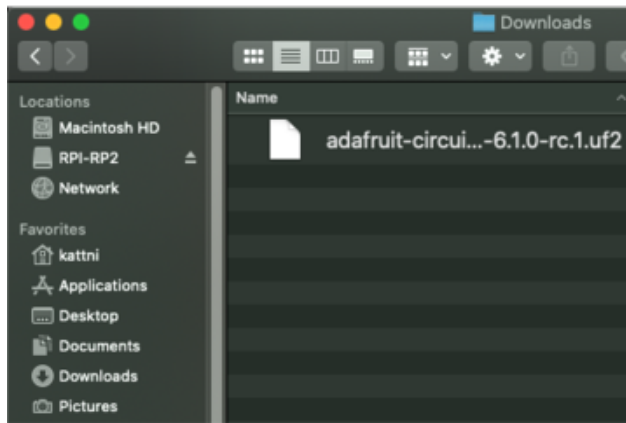 Downloads
Locations
Name
Macintosh HD
adafruit-circui...-6.1.0-rc.1.uf2
RPI-RP2
Network
Favorites
kattni
Applications
Desktop
Documents
Downloads
Pictures